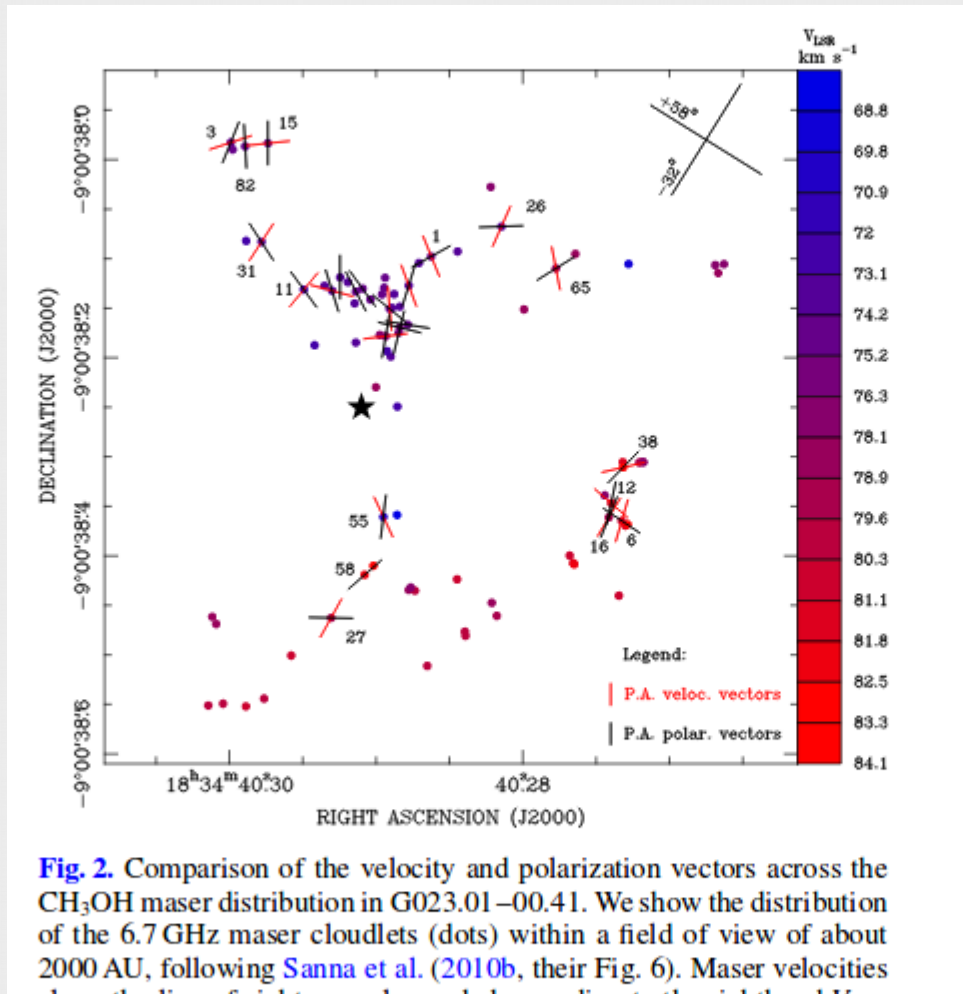 V_LSR
km s⁻¹
+58°
-32°
3
15
82
26
1
31
11
65
38
12
55
16
6
58
27
68.8
69.8
70.9
72
73.1
74.2
75.2
76.3
78.1
78.9
79.6
80.3
81.1
81.8
82.5
83.3
84.1
-9°00'38".0
-9°00'38".2
-9°00'38".4
-9°00'38".6
DECLINATION (J2000)
Legend:
P.A. veloc. vectors
P.A. polar. vectors
18ʰ34ᵐ40ˢ.30
40ˢ.28
RIGHT ASCENSION (J2000)
Fig. 2. Comparison of the velocity and polarization vectors across the
CH₃OH maser distribution in G023.01–00.41. We show the distribution
of the 6.7 GHz maser cloudlets (dots) within a field of view of about
2000 AU, following Sanna et al. (2010b, their Fig. 6). Maser velocities